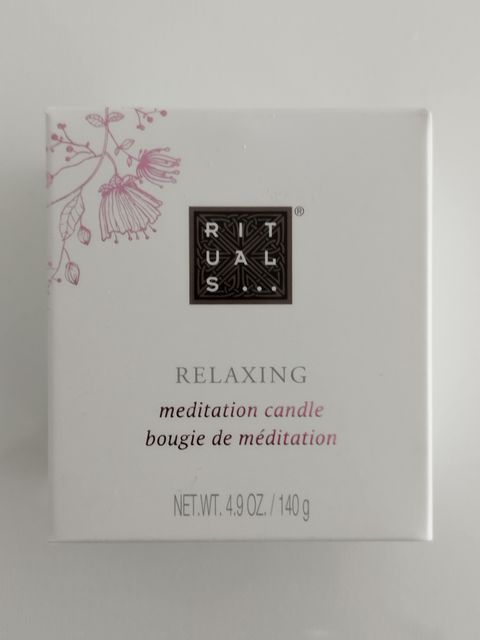 RIT
UAL
S...
®
RELAXING
meditation candle
bougie de méditation
NET.WT. 4.9 OZ. / 140 g